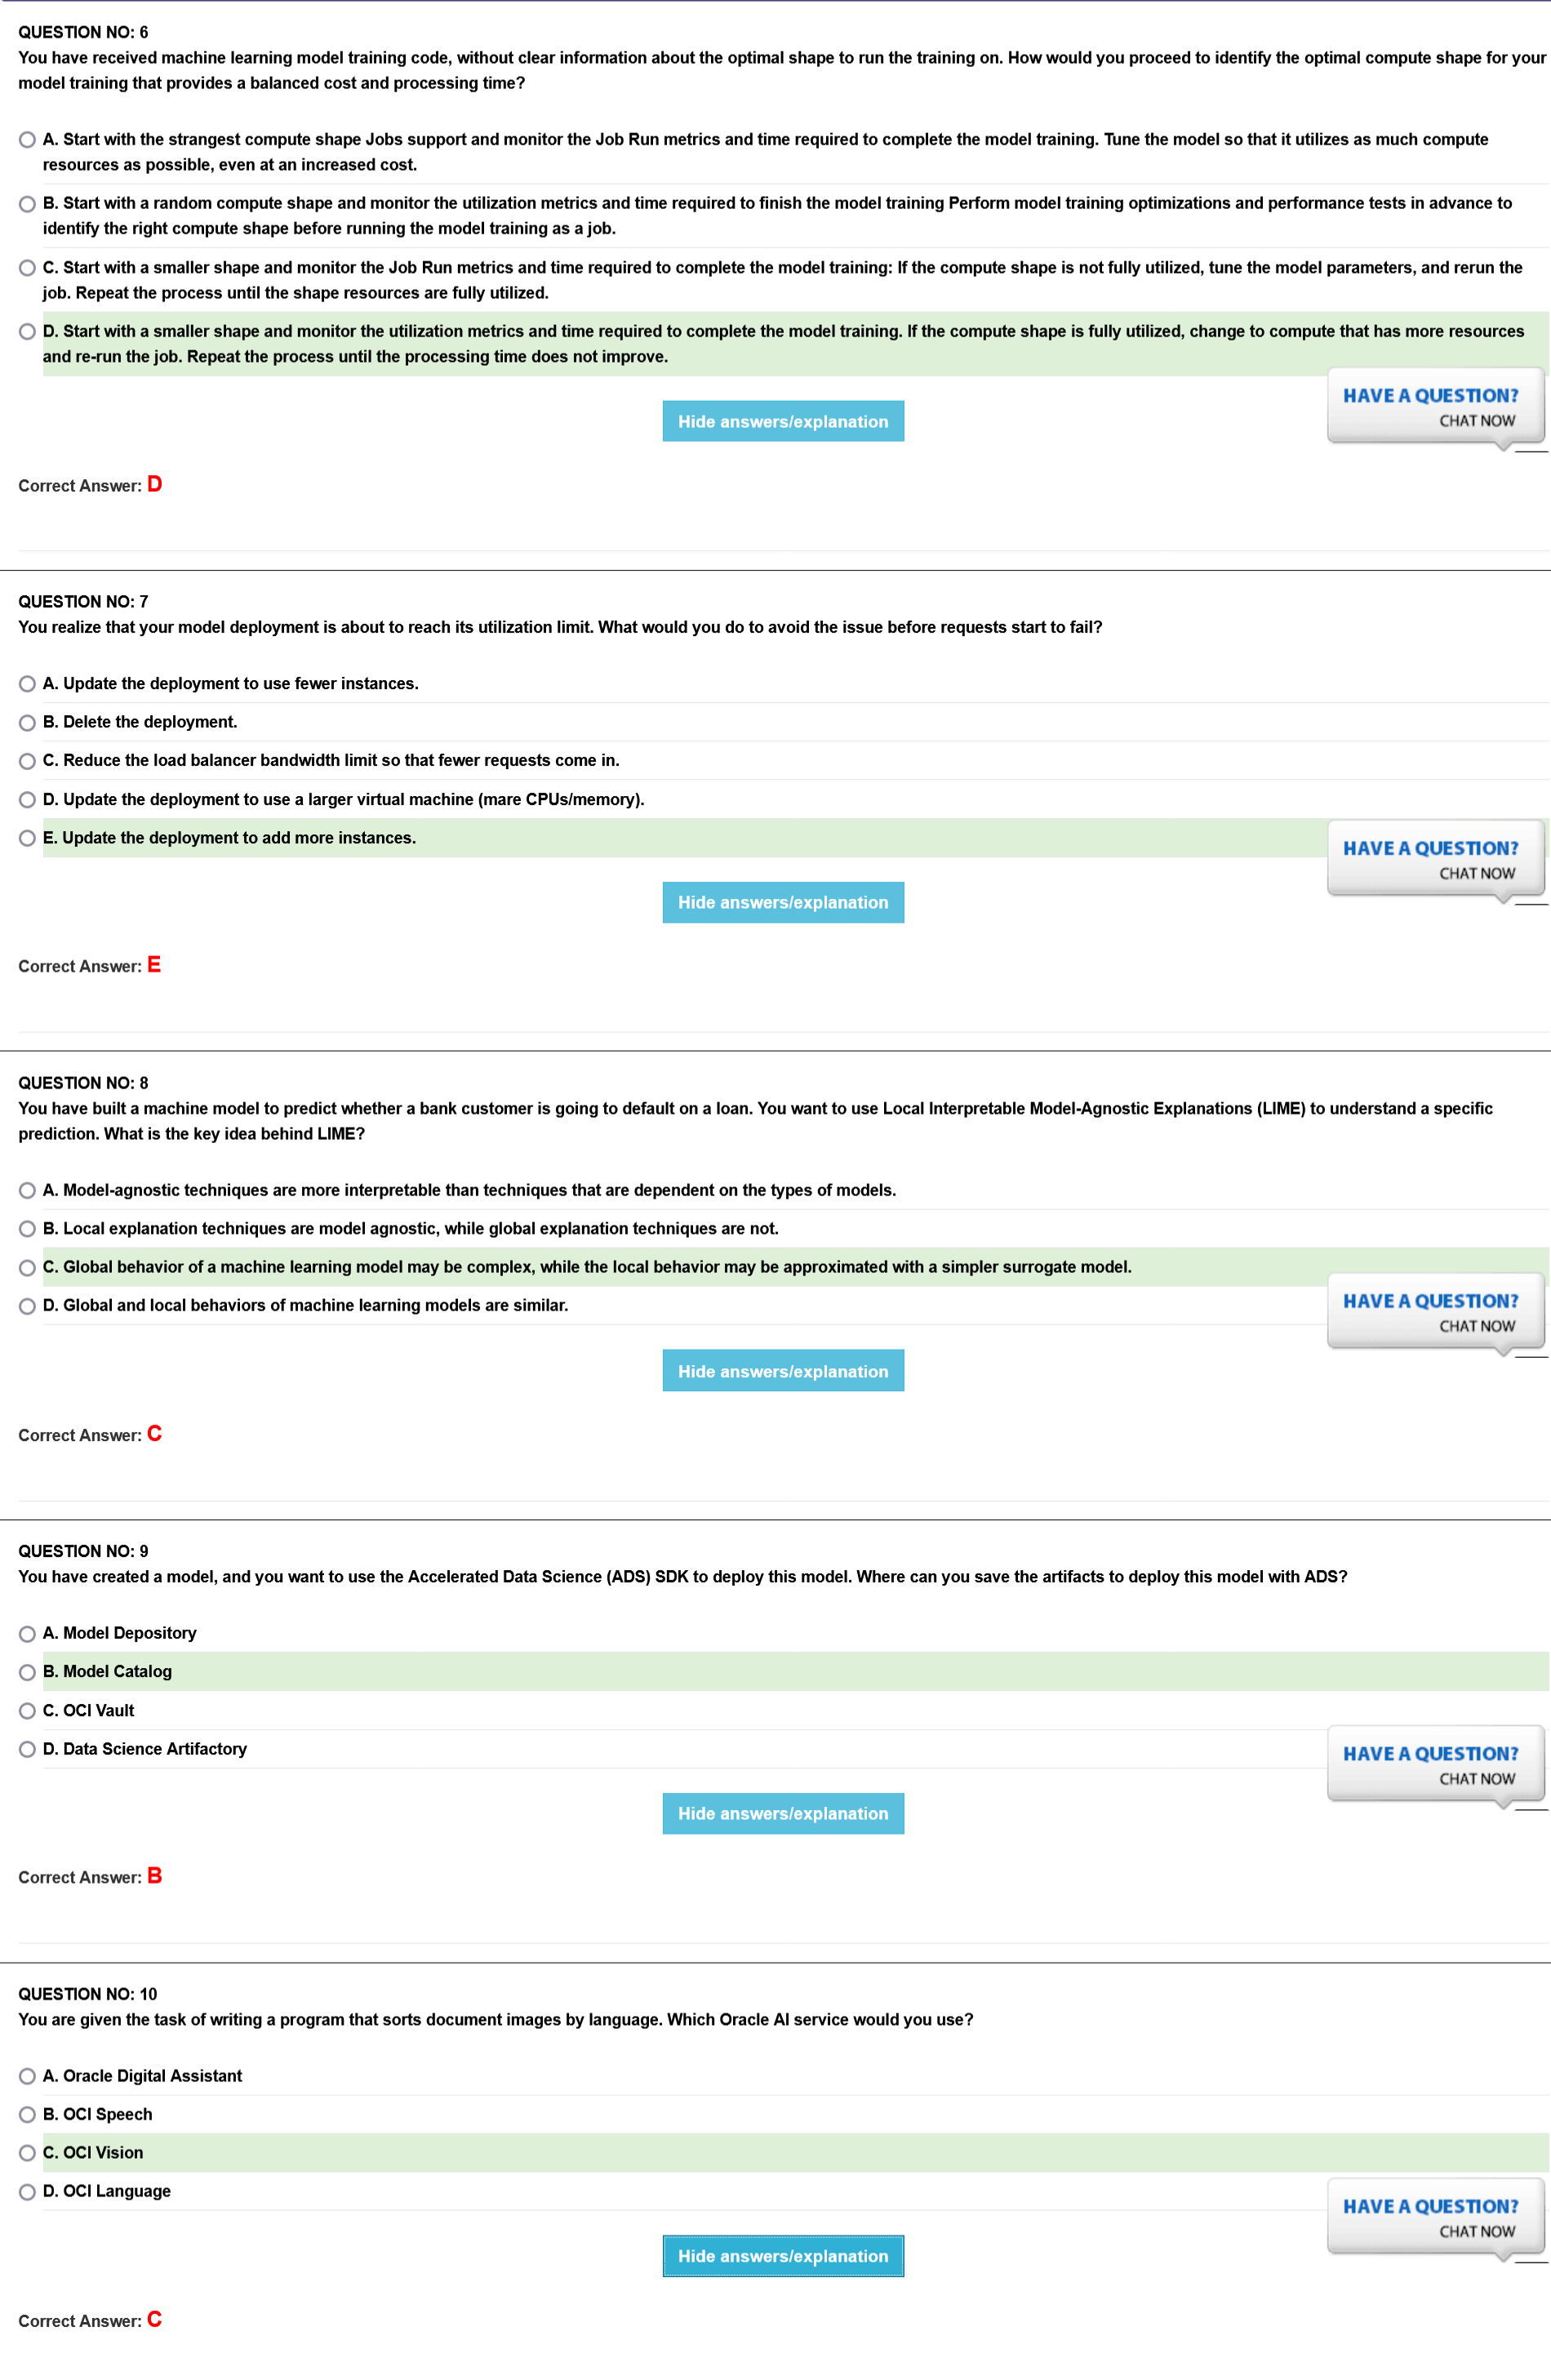 QUESTION NO: 6
You have received machine learning model training code, without clear information about the optimal shape to run the training on. How would you proceed to identify the optimal compute shape for your
model training that provides a balanced cost and processing time?
A. Start with the strangest compute shape Jobs support and monitor the Job Run metrics and time required to complete the model training. Tune the model so that it utilizes as much compute
resources as possible, even at an increased cost.
B. Start with a random compute shape and monitor the utilization metrics and time required to finish the model training Perform model training optimizations and performance tests in advance to
identify the right compute shape before running the model training as a job.
C. Start with a smaller shape and monitor the Job Run metrics and time required to complete the model training: If the compute shape is not fully utilized, tune the model parameters, and rerun the
job. Repeat the process until the shape resources are fully utilized.
D. Start with a smaller shape and monitor the utilization metrics and time required to complete the model training. If the compute shape is fully utilized, change to compute that has more resources
and re-run the job. Repeat the process until the processing time does not improve.
HAVE A QUESTION?
CHAT NOW
Hide answers/explanation
Correct Answer: D
QUESTION NO: 7
You realize that your model deployment is about to reach its utilization limit. What would you do to avoid the issue before requests start to fail?
A. Update the deployment to use fewer instances.
B. Delete the deployment.
C. Reduce the load balancer bandwidth limit so that fewer requests come in.
D. Update the deployment to use a larger virtual machine (mare CPUs/memory).
E. Update the deployment to add more instances.
HAVE A QUESTION?
CHAT NOW
Hide answers/explanation
Correct Answer: E
QUESTION NO: 8
You have built a machine model to predict whether a bank customer is going to default on a loan. You want to use Local Interpretable Model-Agnostic Explanations (LIME) to understand a specific
prediction. What is the key idea behind LIME?
A. Model-agnostic techniques are more interpretable than techniques that are dependent on the types of models.
B. Local explanation techniques are model agnostic, while global explanation techniques are not.
C. Global behavior of a machine learning model may be complex, while the local behavior may be approximated with a simpler surrogate model.
D. Global and local behaviors of machine learning models are similar.
HAVE A QUESTION?
CHAT NOW
Hide answers/explanation
Correct Answer: C
QUESTION NO: 9
You have created a model, and you want to use the Accelerated Data Science (ADS) SDK to deploy this model. Where can you save the artifacts to deploy this model with ADS?
A. Model Depository
B. Model Catalog
C. OCI Vault
D. Data Science Artifactory
HAVE A QUESTION?
CHAT NOW
Hide answers/explanation
Correct Answer: B
QUESTION NO: 10
You are given the task of writing a program that sorts document images by language. Which Oracle AI service would you use?
A. Oracle Digital Assistant
B. OCI Speech
C. OCI Vision
D. OCI Language
HAVE A QUESTION?
CHAT NOW
Hide answers/explanation
Correct Answer: C